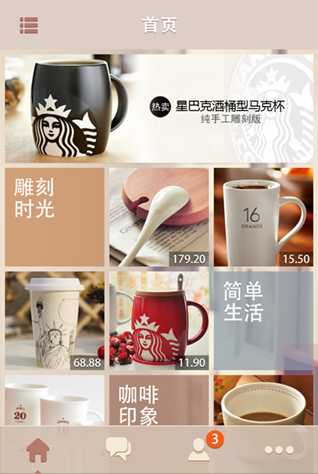 首页
热卖
星巴克酒桶型马克杯
纯手工雕刻版
雕刻
时光
179.20
16
GRANDE
15.50
68.88
11.90
简单
生活
20
16
咖啡
印象
3